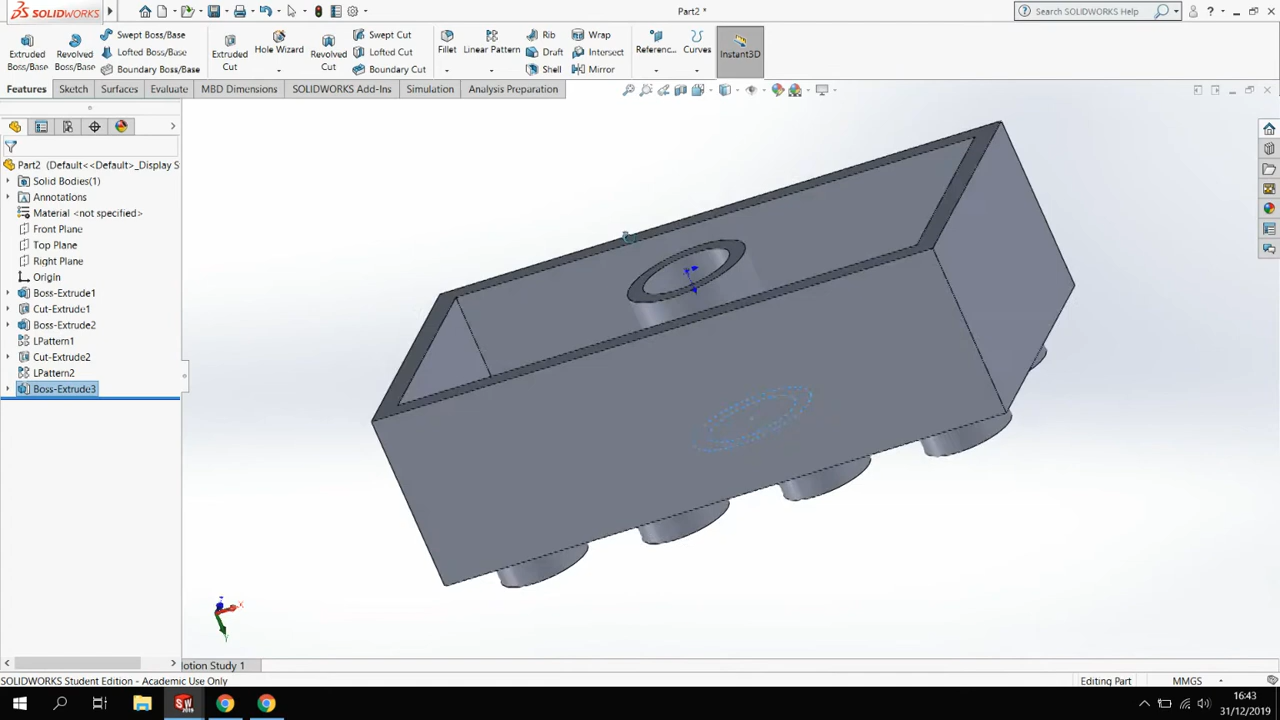 SOLIDWORKS
Part2 *
Search SOLIDWORKS Help
Extruded Boss/Base
Revolved Boss/Base
Swept Boss/Base
Lofted Boss/Base
Boundary Boss/Base
Extruded Cut
Hole Wizard
Revolved Cut
Swept Cut
Lofted Cut
Boundary Cut
Fillet
Linear Pattern
Rib
Draft
Shell
Wrap
Intersect
Mirror
Referenc...
Curves
Instant3D
Features
Sketch
Surfaces
Evaluate
MBD Dimensions
SOLIDWORKS Add-Ins
Simulation
Analysis Preparation
Part2 (Default<<Default>_Display S
Solid Bodies(1)
Annotations
Material <not specified>
Front Plane
Top Plane
Right Plane
Origin
Boss-Extrude1
Cut-Extrude1
Boss-Extrude2
LPattern1
Cut-Extrude2
LPattern2
Boss-Extrude3
X
Y
otion Study 1
SOLIDWORKS Student Edition - Academic Use Only
Editing Part
MMGS
SW
2019
16:43
31/12/2019